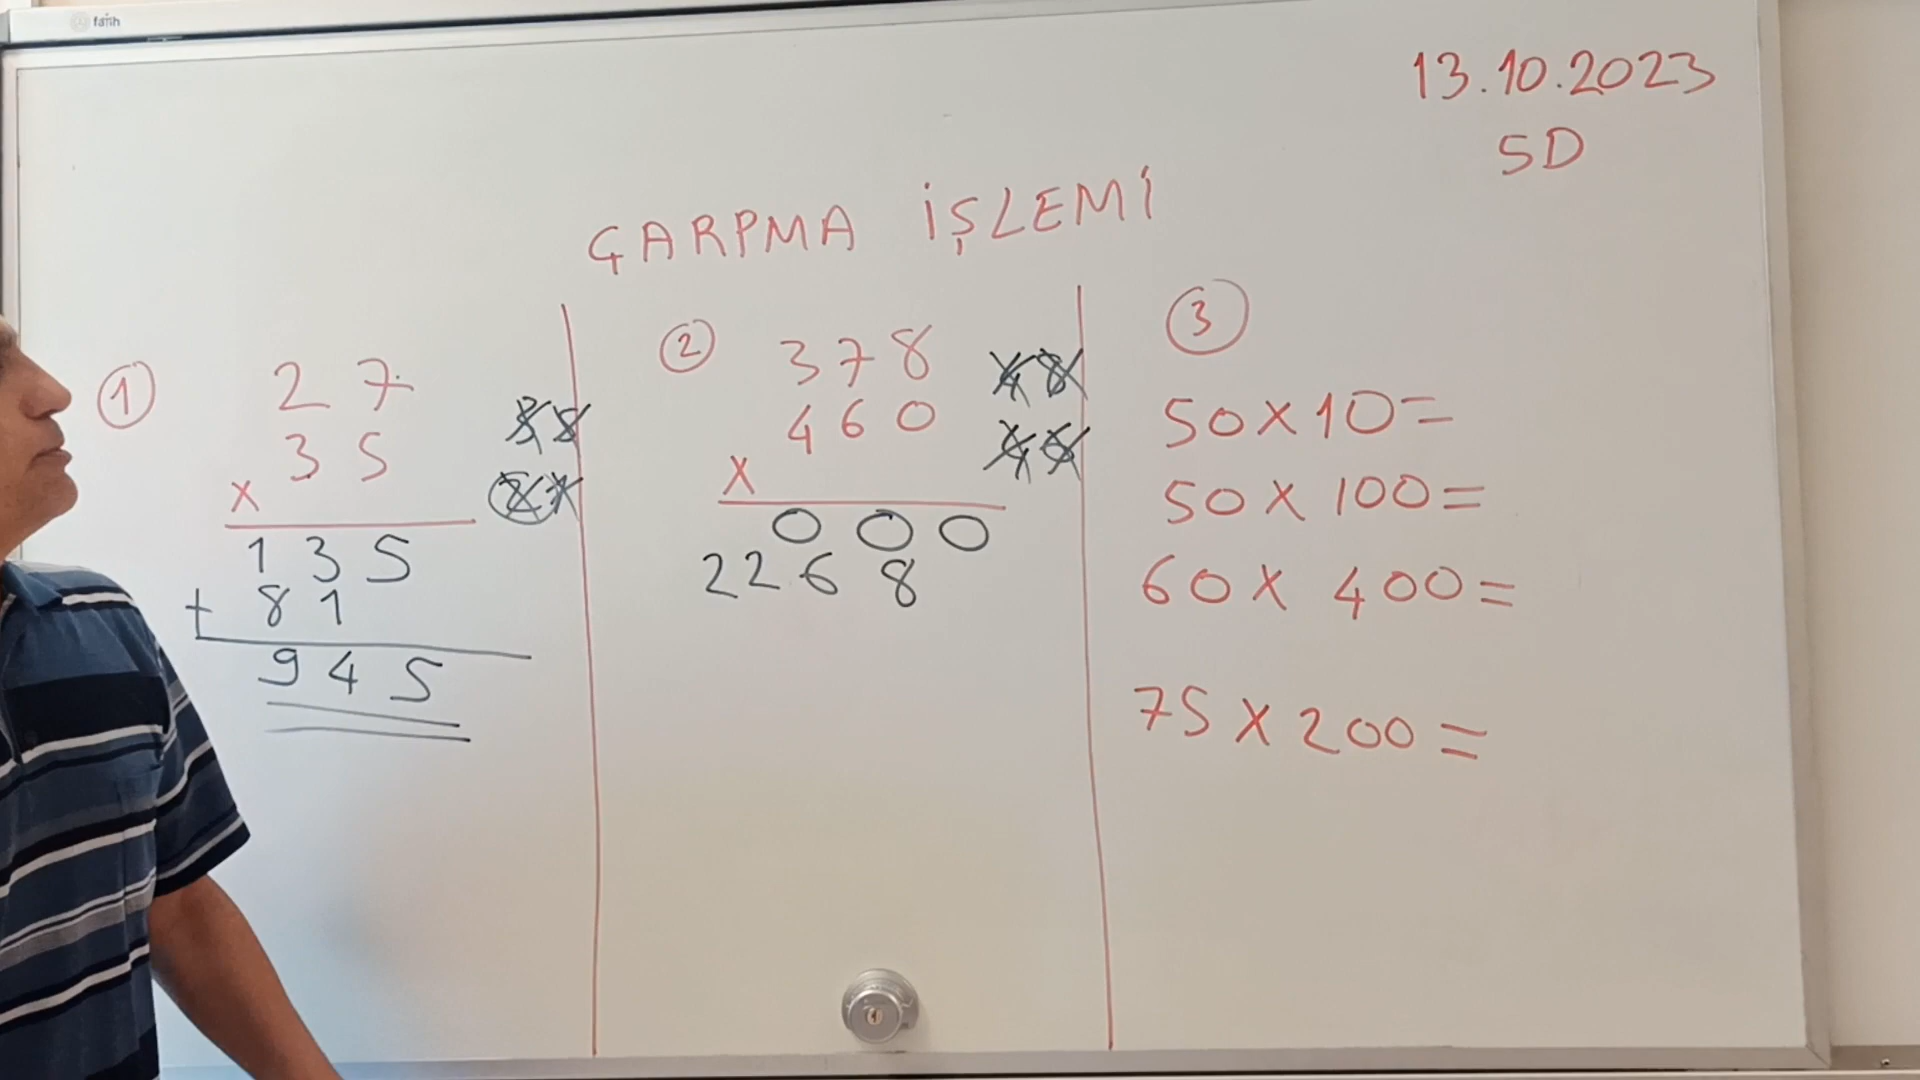 fatih
13.10.2023
5D
ÇARPMA İŞLEMİ
1
27
35
x
135
+ 81
945
2
378
460
x
000
2268
3
50x10=
50x100=
60x400=
75x200=